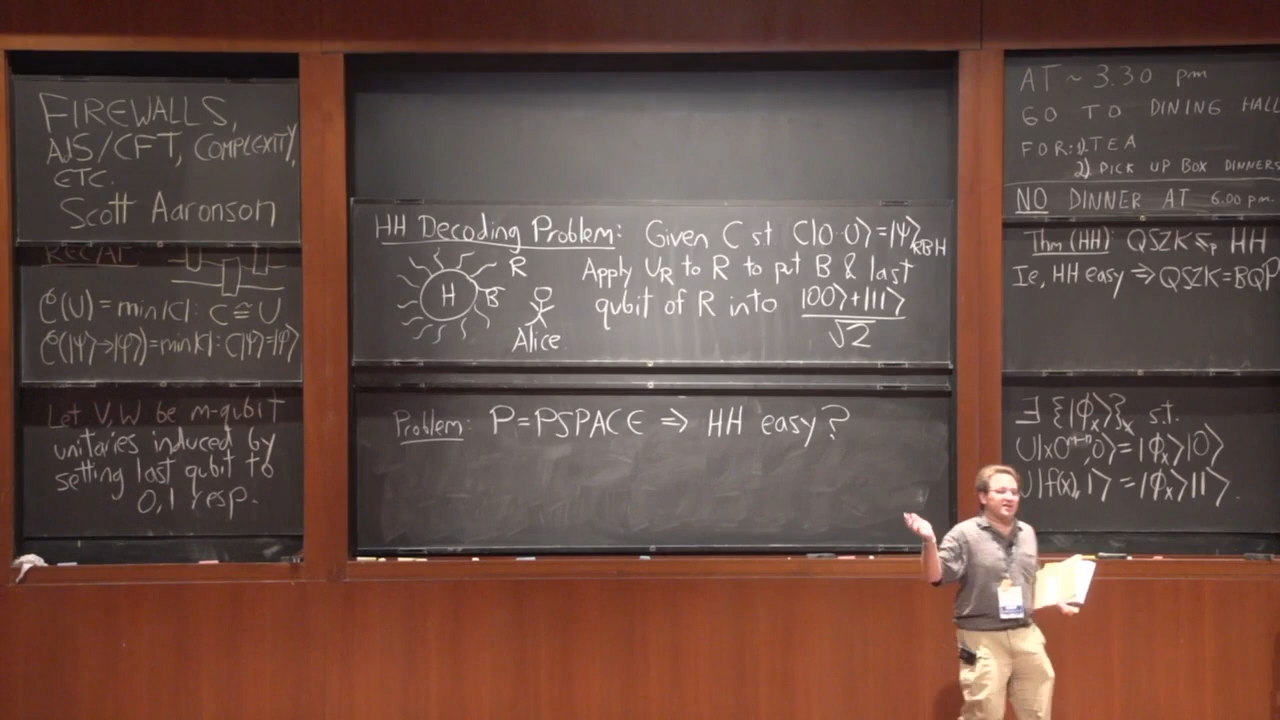 FIREWALLS,
AdS/CFT, COMPLEXITY,
ETC.
Scott Aaronson
RECAP
𝒞(U) = min|C|: C ≅ U
𝒞(|Ψ⟩→|φ⟩)=min|C|: C|Ψ⟩=|φ⟩
Let V, W be m-qubit
unitaries induced by
setting last qubit to
0,1 resp.
HH Decoding Problem: Given C st C|0··0⟩=|Ψ⟩RBH
Apply UR to R to put B & last
qubit of R into |00⟩+|11⟩
√2
H
R
B
Alice
Problem: P=PSPACE ⇒ HH easy?
AT ~ 3.30 pm
GO TO DINING HALL
FOR: 1) TEA
2) PICK UP BOX DINNERS
NO DINNER AT 6.00 pm.
Thm (HH): QSZK ≤p HH
Ie, HH easy ⇒ QSZK=BQP
∃ {|ϕx⟩}x s.t.
U|x0^m-n,0⟩=|ϕx⟩|0⟩
U|f(x),1⟩=|ϕx⟩|1⟩.